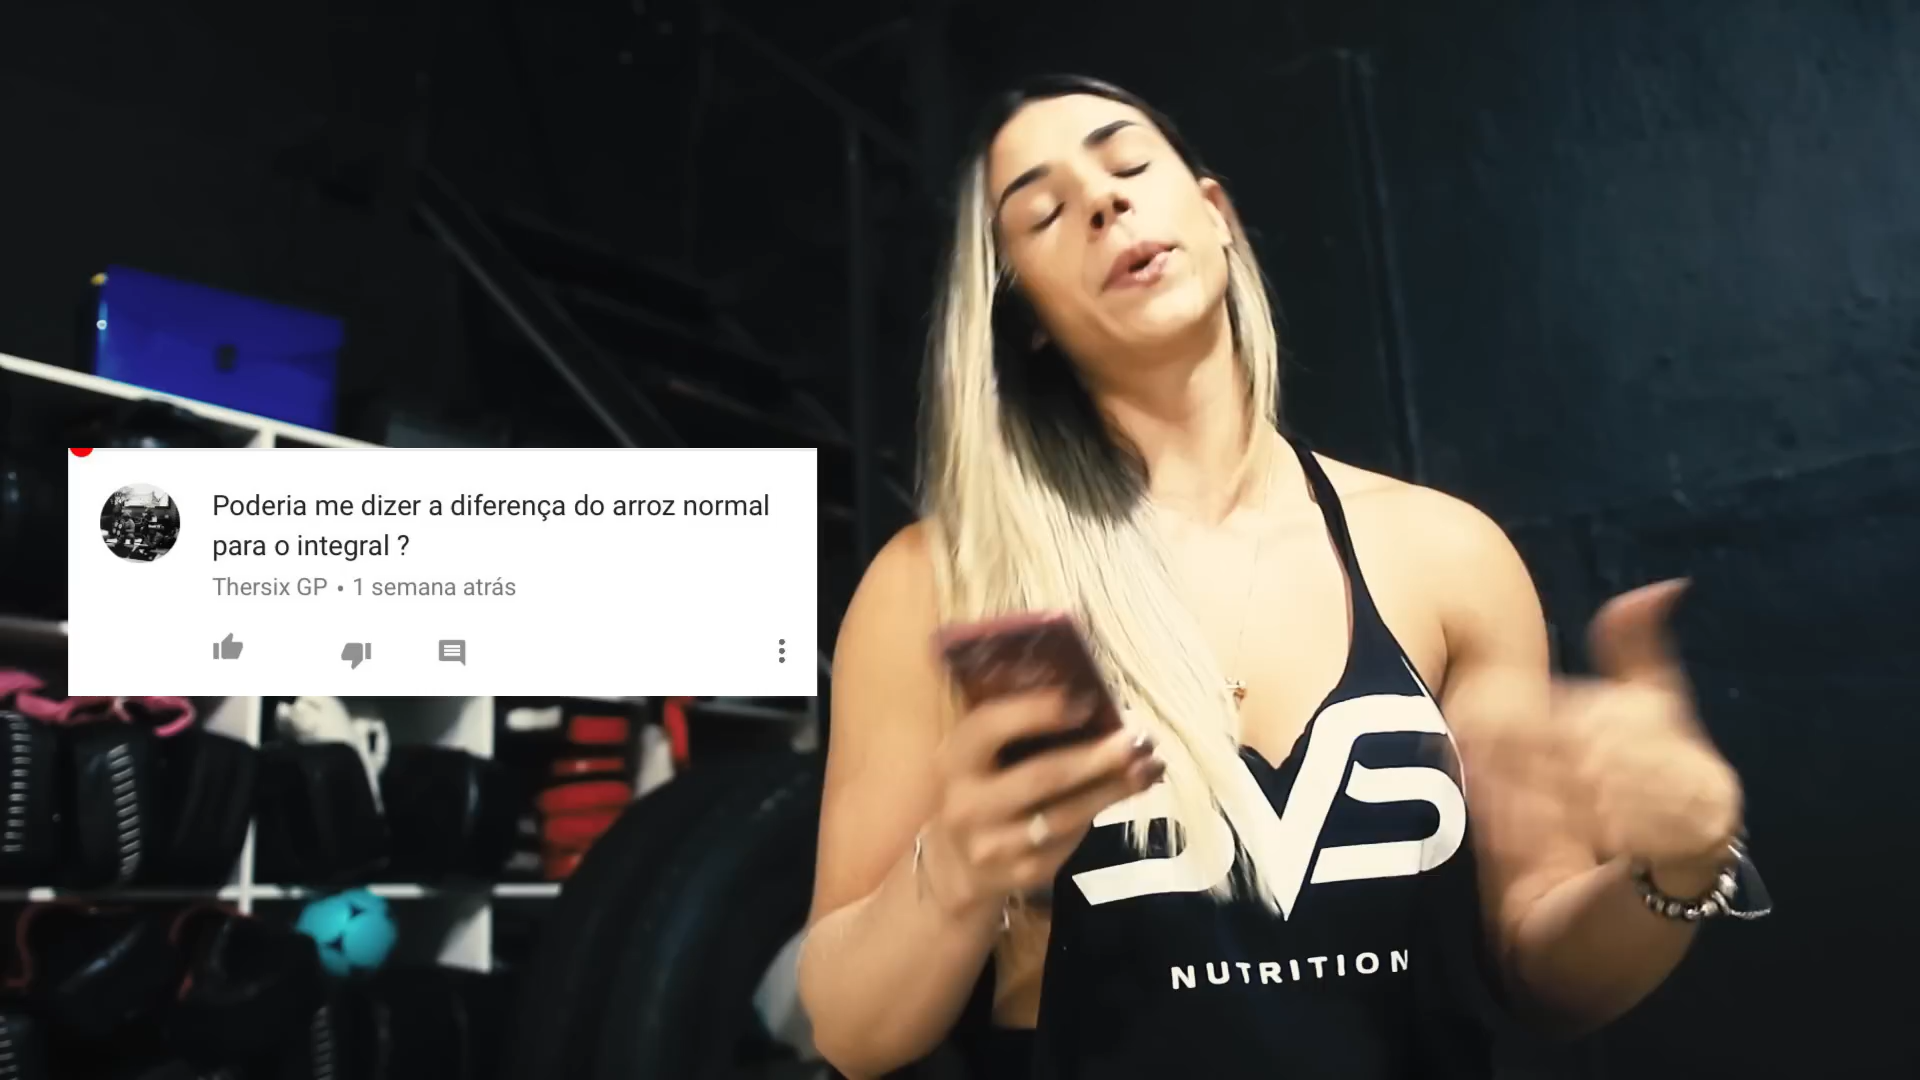 Poderia me dizer a diferença do arroz normal
para o integral ?
Thersix GP • 1 semana atrás
NUTRITION